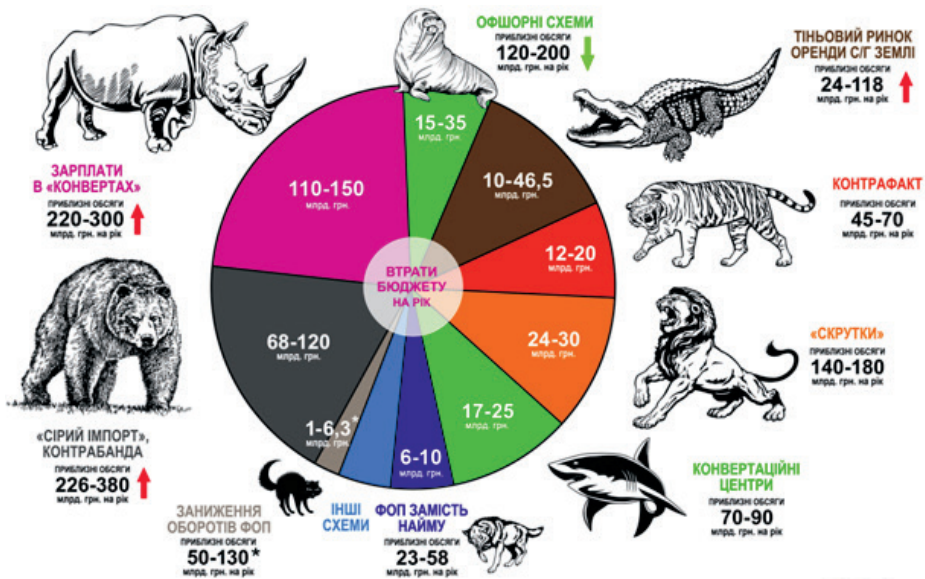 ОФШОРНІ СХЕМИ
ПРИБЛИЗНІ ОБСЯГИ
120-200
млрд. грн. на рік
ТІНЬОВИЙ РИНОК
ОРЕНДИ С/Г ЗЕМЛІ
ПРИБЛИЗНІ ОБСЯГИ
24-118
млрд. грн. на рік
15-35
млрд. грн.
10-46,5
млрд. грн.
110-150
млрд. грн.
ЗАРПЛАТИ
В «КОНВЕРТАХ»
ПРИБЛИЗНІ ОБСЯГИ
220-300
млрд. грн. на рік
КОНТРАФАКТ
ПРИБЛИЗНІ ОБСЯГИ
45-70
млрд. грн. на рік
12-20
млрд. грн.
ВТРАТИ
БЮДЖЕТУ
НА РІК
68-120
млрд. грн.
24-30
млрд. грн.
«СКРУТКИ»
ПРИБЛИЗНІ ОБСЯГИ
140-180
млрд. грн. на рік
17-25
млрд. грн.
1-6,3*
млрд. грн.
6-10
млрд. грн.
«СІРИЙ ІМПОРТ»,
КОНТРАБАНДА
ПРИБЛИЗНІ ОБСЯГИ
226-380
млрд. грн. на рік
КОНВЕРТАЦІЙНІ
ЦЕНТРИ
ПРИБЛИЗНІ ОБСЯГИ
70-90
млрд. грн. на рік
ЗАНИЖЕННЯ
ОБОРОТІВ ФОП
ПРИБЛИЗНІ ОБСЯГИ
50-130*
млрд. грн. на рік
ІНШІ
СХЕМИ
ФОП ЗАМІСТЬ
НАЙМУ
ПРИБЛИЗНІ ОБСЯГИ
23-58
млрд. грн. на рік